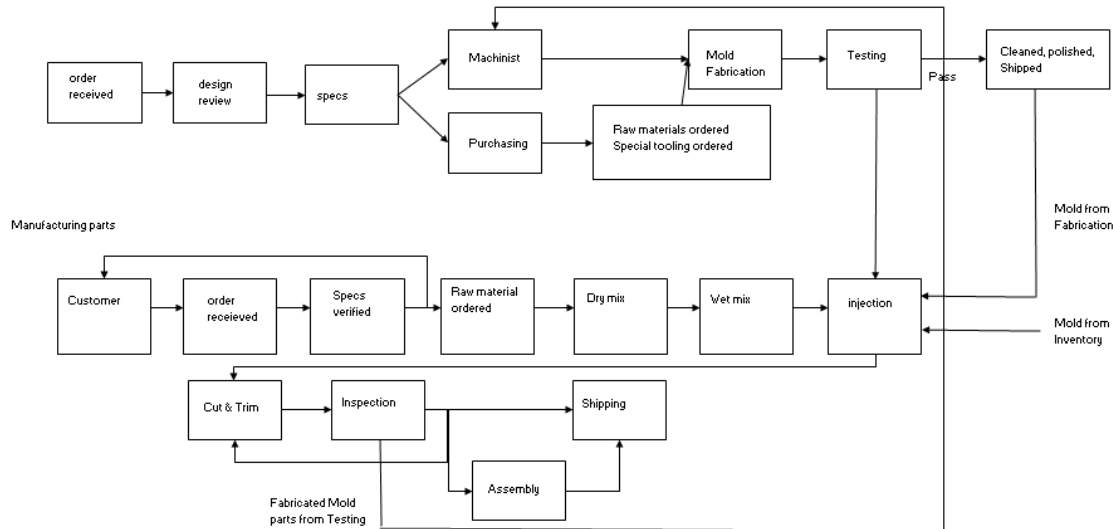 order
received
design
review
specs
Machinist
Purchasing
Raw materials ordered
Special tooling ordered
Mold
Fabrication
Testing
Pass
Cleaned, polished,
Shipped
Mold from
Fabrication
Manufacturing parts
Customer
order
receieved
Specs
verified
Raw material
ordered
Dry mix
Wet mix
injection
Mold from
Inventory
Cut & Trim
Inspection
Shipping
Assembly
Fabricated Mold
parts from Testing